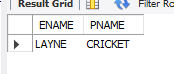 Result Grid Filter Ro
ENAME PNAME
LAYNE CRICKET